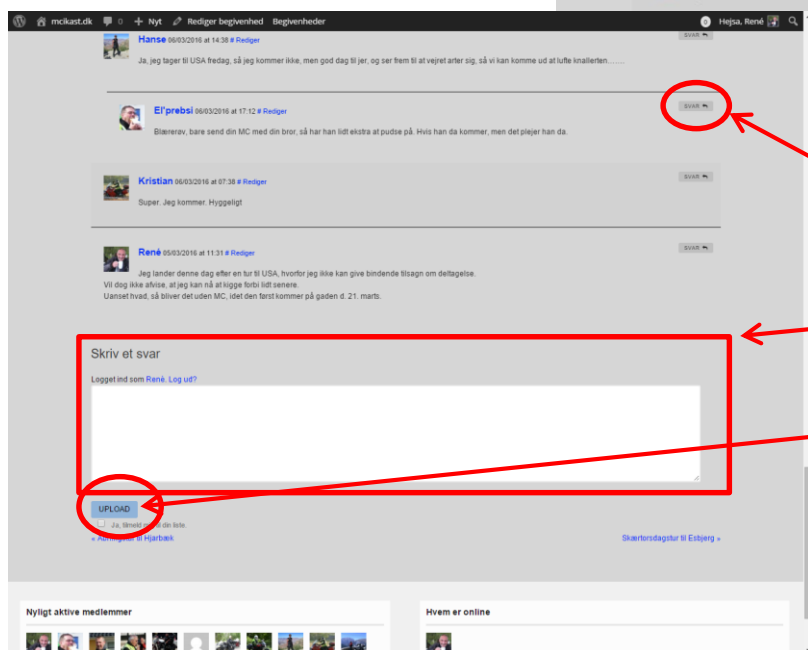 mcikast.dk 0 + Nyt Rediger begivenhed Begivenheder 0 Hejsa, René
Hanse 06/03/2016 at 14:38 # Rediger SVAR
Ja, jeg tager til USA fredag, så jeg kommer ikke, men god dag til jer, og ser frem til at vejret arter sig, så vi kan komme ud at lufte knallerten........
El'prebsi 06/03/2016 at 17:12 # Rediger SVAR
Blærerøv, bare send din MC med din bror, så har han lidt ekstra at pudse på. Hvis han da kommer, men det plejer han da.
Kristian 06/03/2016 at 07:38 # Rediger SVAR
Super. Jeg kommer. Hyggeligt
René 05/03/2016 at 11:31 # Rediger SVAR
Jeg lander denne dag efter en tur til USA, hvorfor jeg ikke kan give bindende tilsagn om deltagelse.
Vil dog ikke afvise, at jeg kan nå at kigge forbi lidt senere.
Uanset hvad, så bliver det uden MC, idet den først kommer på gaden d. 21. marts.
Skriv et svar
Logget ind som René. Log ud?
UPLOAD
Ja, tilmeld til din liste.
« til Hjarbæk Skærtorsdagstur til Esbjerg »
Nyligt aktive medlemmer Hvem er online